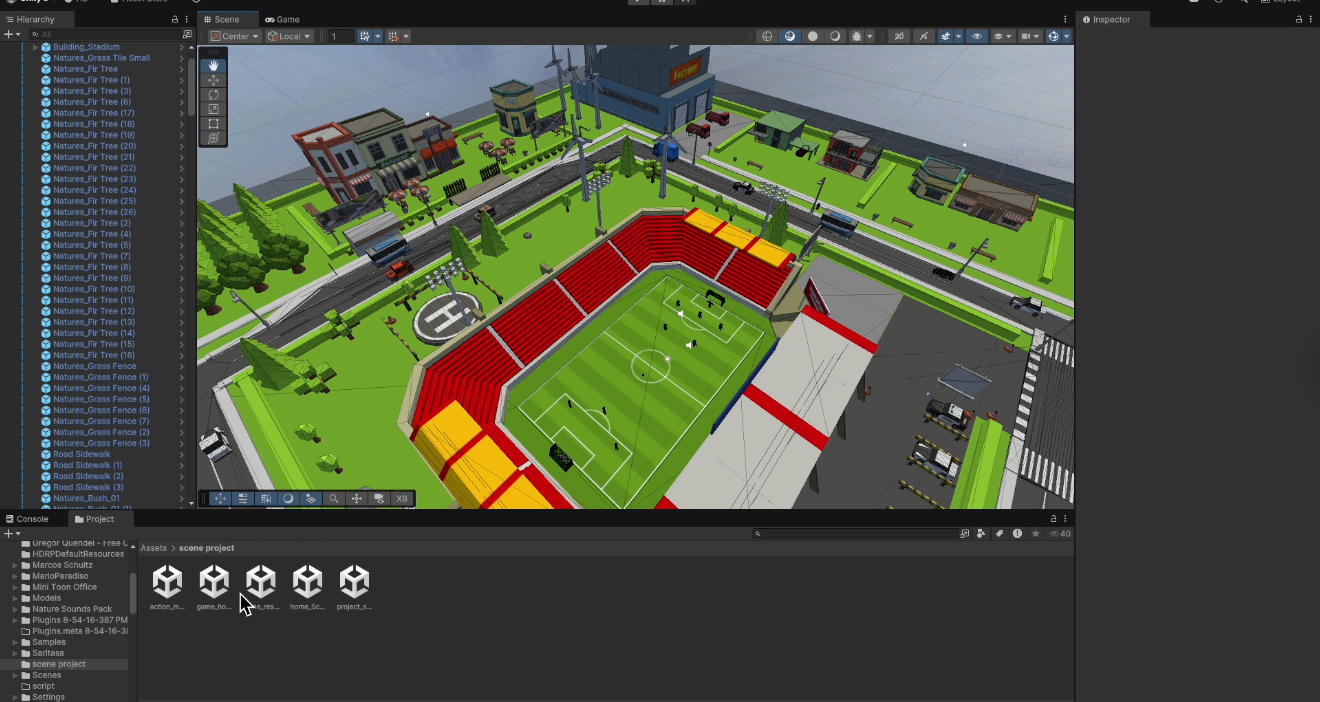 Asset Store
Layout
Hierarchy
All
Building_Stadium
Natures_Grass Tile Small
Natures_Fir Tree
Natures_Fir Tree (1)
Natures_Fir Tree (3)
Natures_Fir Tree (6)
Natures_Fir Tree (17)
Natures_Fir Tree (18)
Natures_Fir Tree (19)
Natures_Fir Tree (20)
Natures_Fir Tree (21)
Natures_Fir Tree (22)
Natures_Fir Tree (23)
Natures_Fir Tree (24)
Natures_Fir Tree (25)
Natures_Fir Tree (26)
Natures_Fir Tree (2)
Natures_Fir Tree (4)
Natures_Fir Tree (5)
Natures_Fir Tree (7)
Natures_Fir Tree (8)
Natures_Fir Tree (9)
Natures_Fir Tree (10)
Natures_Fir Tree (11)
Natures_Fir Tree (12)
Natures_Fir Tree (13)
Natures_Fir Tree (14)
Natures_Fir Tree (15)
Natures_Fir Tree (16)
Natures_Grass Fence
Natures_Grass Fence (1)
Natures_Grass Fence (4)
Natures_Grass Fence (5)
Natures_Grass Fence (6)
Natures_Grass Fence (7)
Natures_Grass Fence (2)
Natures_Grass Fence (3)
Road Sidewalk
Road Sidewalk (1)
Road Sidewalk (2)
Road Sidewalk (3)
Natures_Bush_01
Natures_Bush_01 (1)
Scene
Game
Center
Local
1
FACTORY
H
XB
Inspector
Console
Project
40
Gregor Quendel - Free C
HDRPDefaultResources
Marcos Schultz
MarioParadiso
Mini Toon Office
Models
Nature Sounds Pack
Plugins 8-54-16-387 PM
Plugins.meta 8-54-16-38
Samples
Saritasa
scene project
Scenes
script
Settings
Assets > scene project
action_m...
game_ho...
e_res...
home_Sc...
project_s...